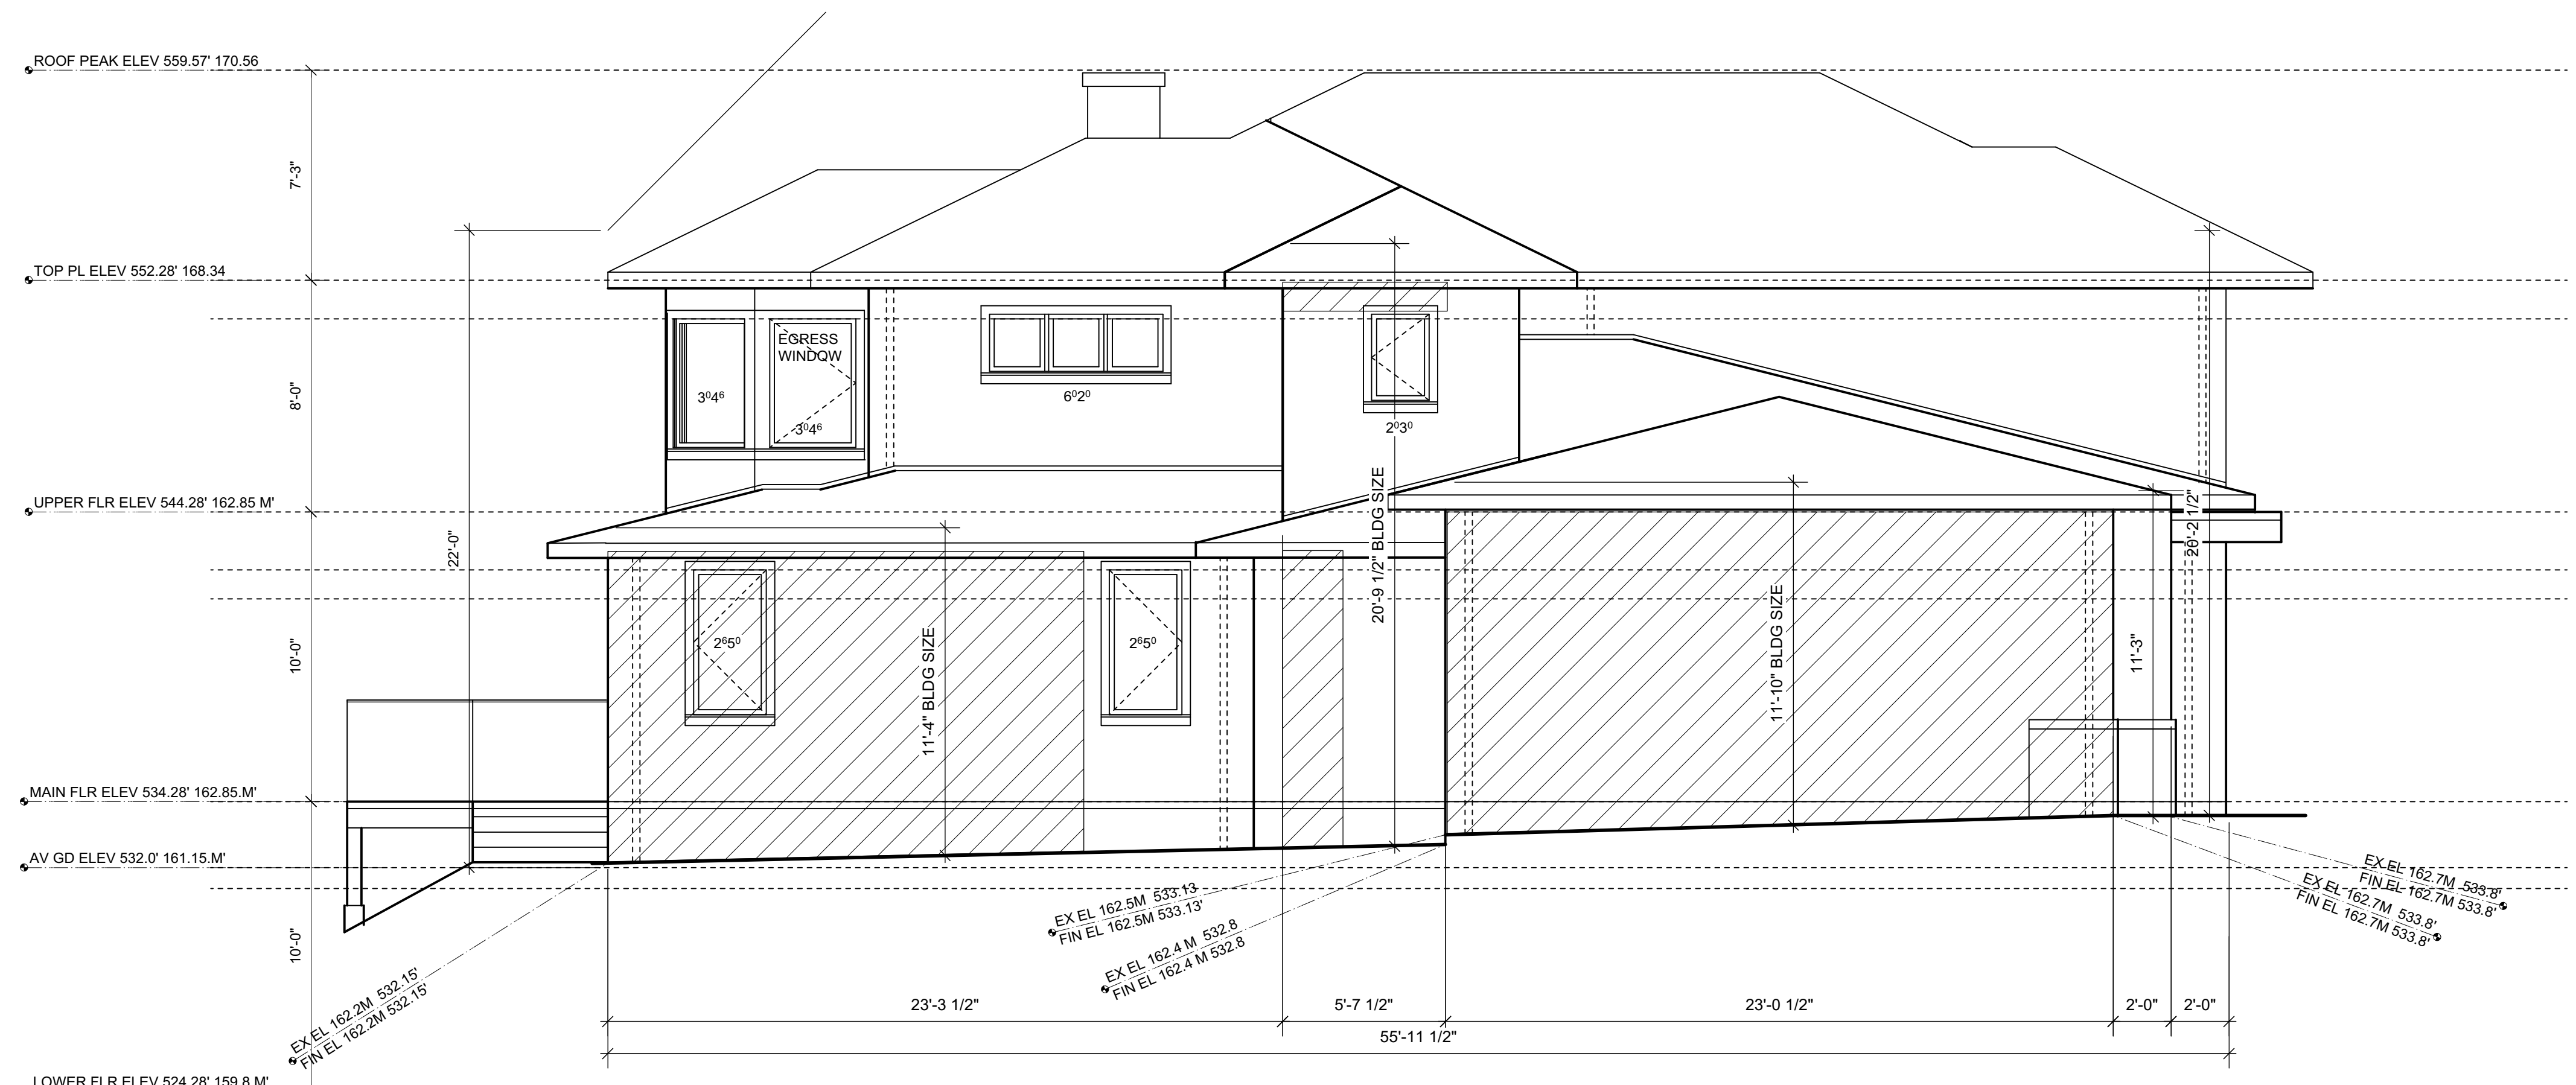 ROOF PEAK ELEV 559.57' 170.56
7'-3"
TOP PL ELEV 552.28' 168.34
8'-0"
UPPER FLR ELEV 544.28' 162.85 M'
22'-0"
10'-0"
MAIN FLR ELEV 534.28' 162.85.M'
AV GD ELEV 532.0' 161.15.M'
10'-0"
LOWER FLR ELEV 524.28' 159.8 M'
EGRESS
WINDOW
3⁰4⁶
3⁰4⁶
6⁰2⁰
2⁰3⁰
2⁶5⁰
2⁶5⁰
11'-4" BLDG SIZE
20'-9 1/2" BLDG SIZE
11'-10" BLDG SIZE
11'-3"
20'-2 1/2"
EX EL 162.2M 532.15'
FIN EL 162.2M 532.15'
EX EL 162.5M 533.13
FIN EL 162.5M 533.13'
EX EL 162.4 M 532.8
FIN EL 162.4 M 532.8
EX EL 162.7M 533.8'
FIN EL 162.7M 533.8'
EX EL 162.7M 533.8'
FIN EL 162.7M 533.8'
23'-3 1/2"
5'-7 1/2"
23'-0 1/2"
2'-0"
2'-0"
55'-11 1/2"